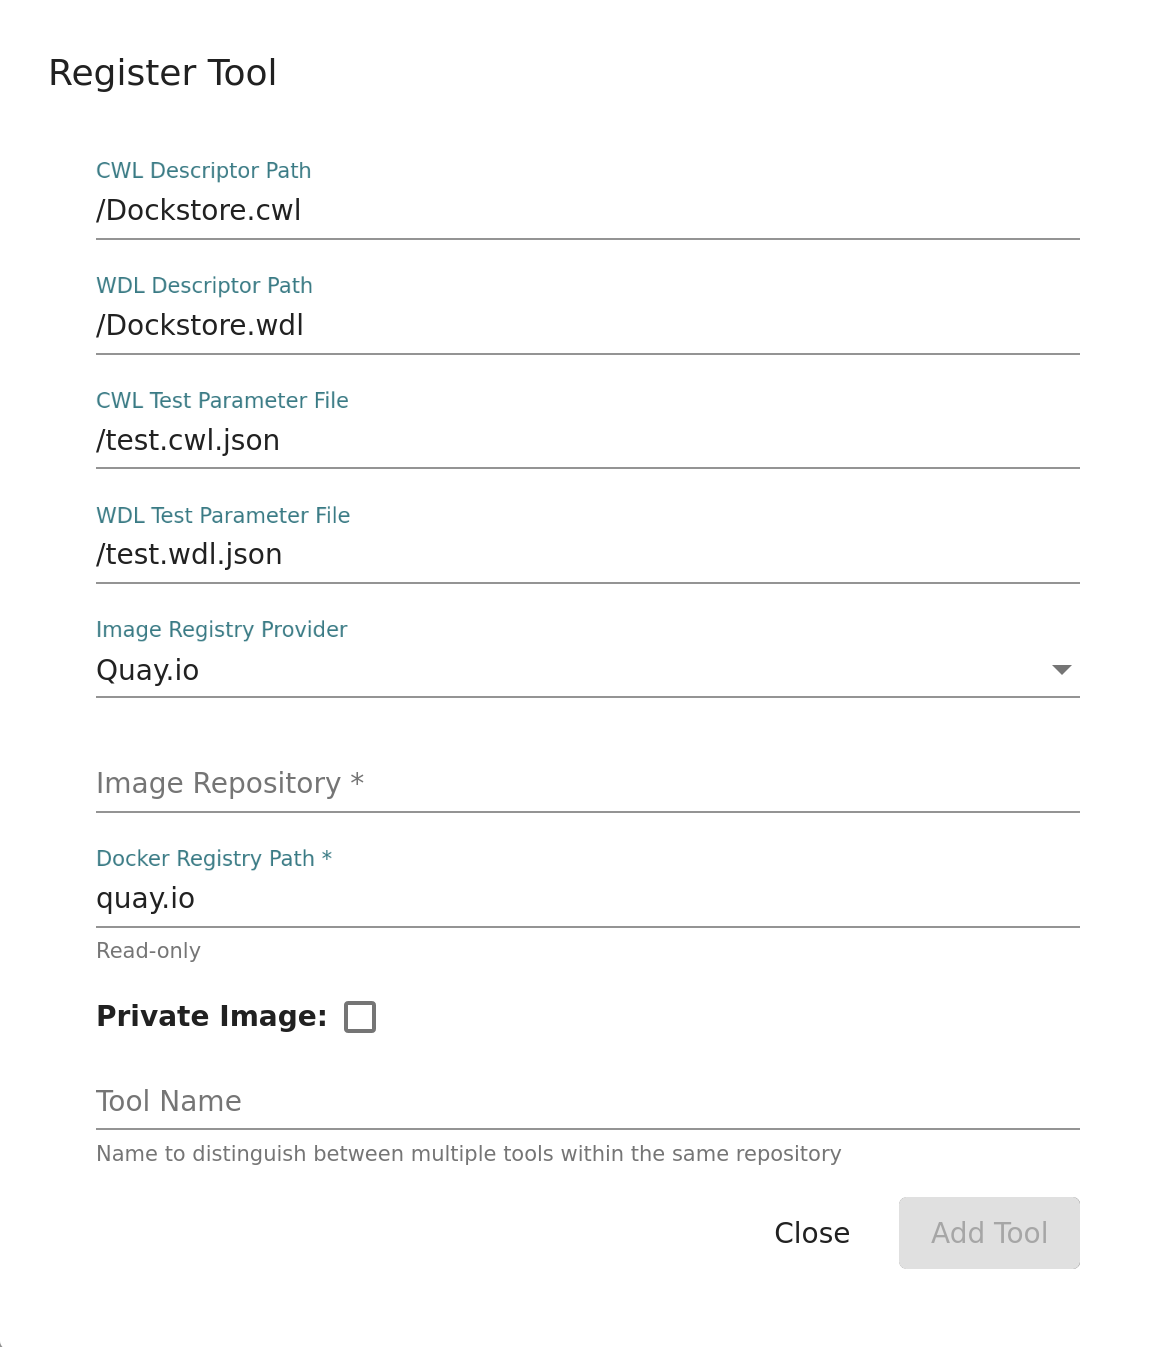 Register Tool
CWL Descriptor Path
/Dockstore.cwl
WDL Descriptor Path
/Dockstore.wdl
CWL Test Parameter File
/test.cwl.json
WDL Test Parameter File
/test.wdl.json
Image Registry Provider
Quay.io
Image Repository *
Docker Registry Path *
quay.io
Read-only
Private Image:
Tool Name
Name to distinguish between multiple tools within the same repository
Close Add Tool